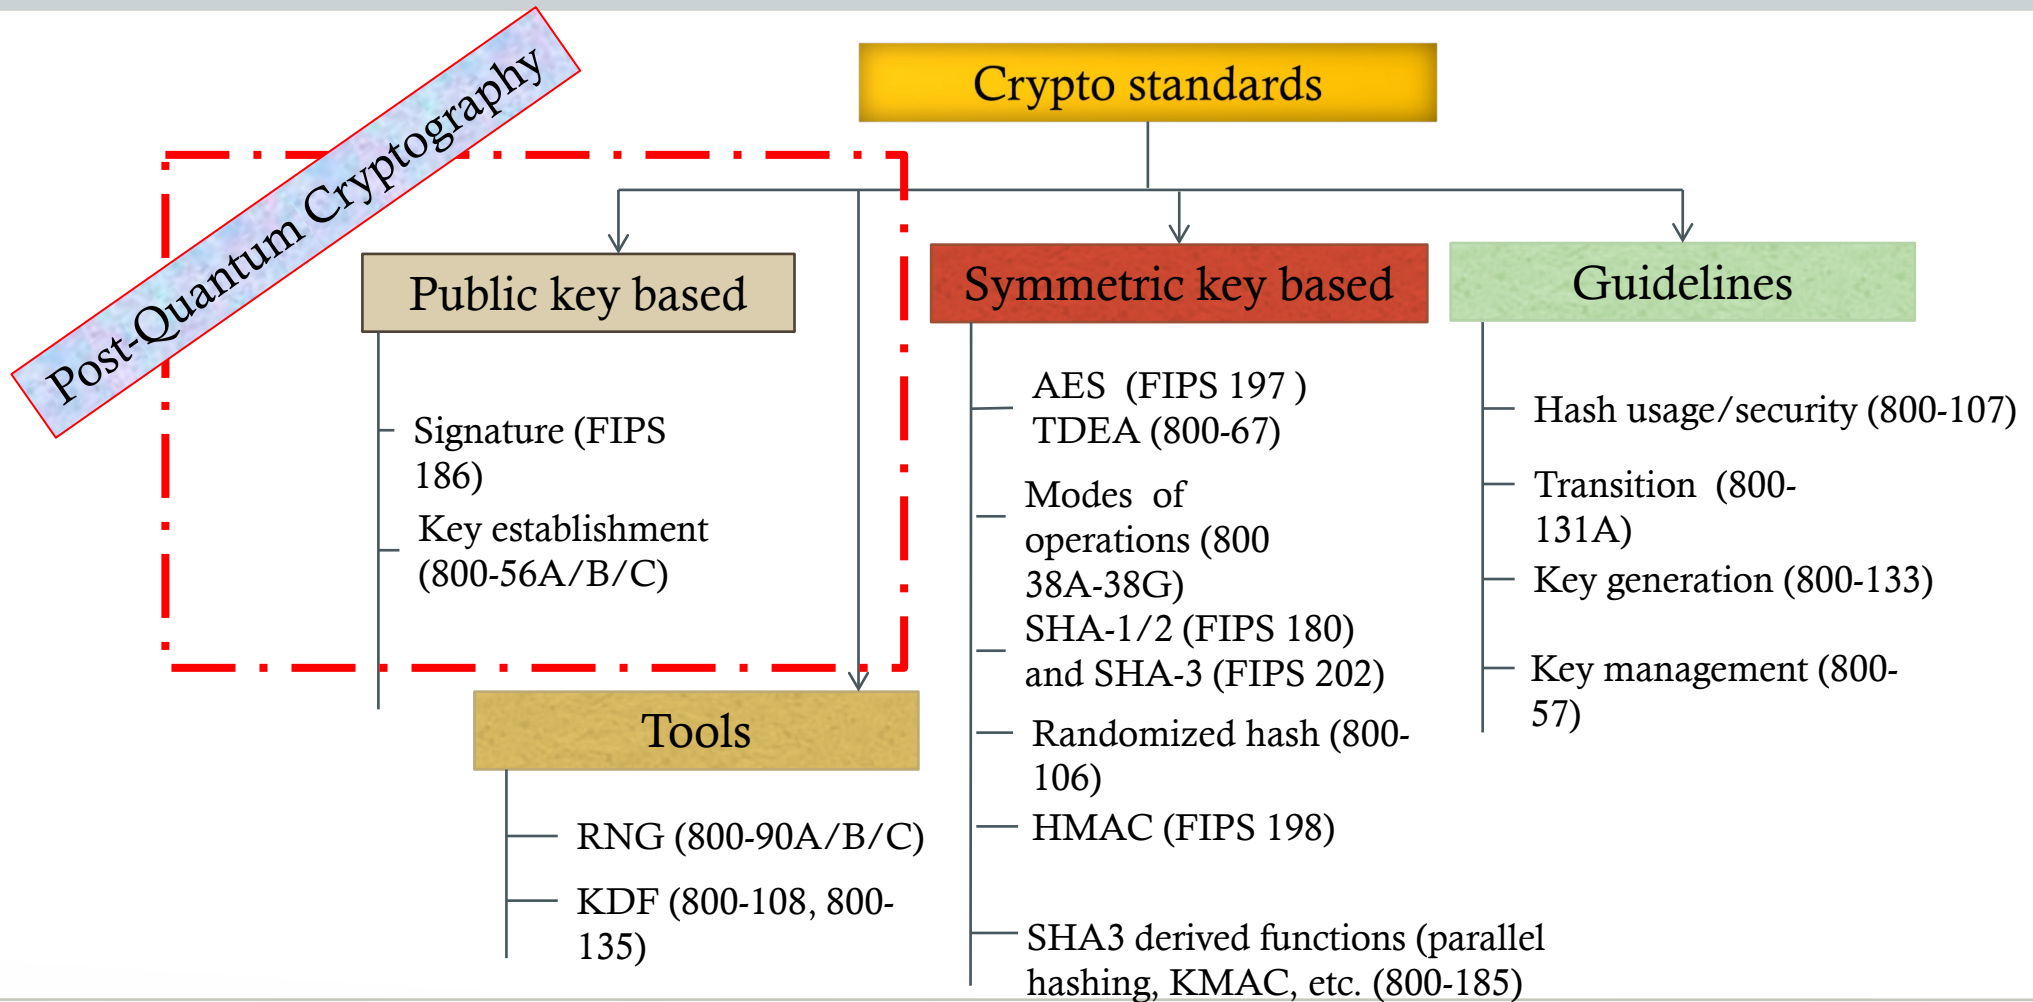 Post-Quantum Cryptography
Crypto standards
Public key based
Signature (FIPS
186)
Key establishment
(800-56A/B/C)
Tools
RNG (800-90A/B/C)
KDF (800-108, 800-
135)
Symmetric key based
AES (FIPS 197 )
TDEA (800-67)
Modes of
operations (800
38A-38G)
SHA-1/2 (FIPS 180)
and SHA-3 (FIPS 202)
Randomized hash (800-
106)
HMAC (FIPS 198)
SHA3 derived functions (parallel
hashing, KMAC, etc. (800-185)
Guidelines
Hash usage/security (800-107)
Transition (800-
131A)
Key generation (800-133)
Key management (800-
57)